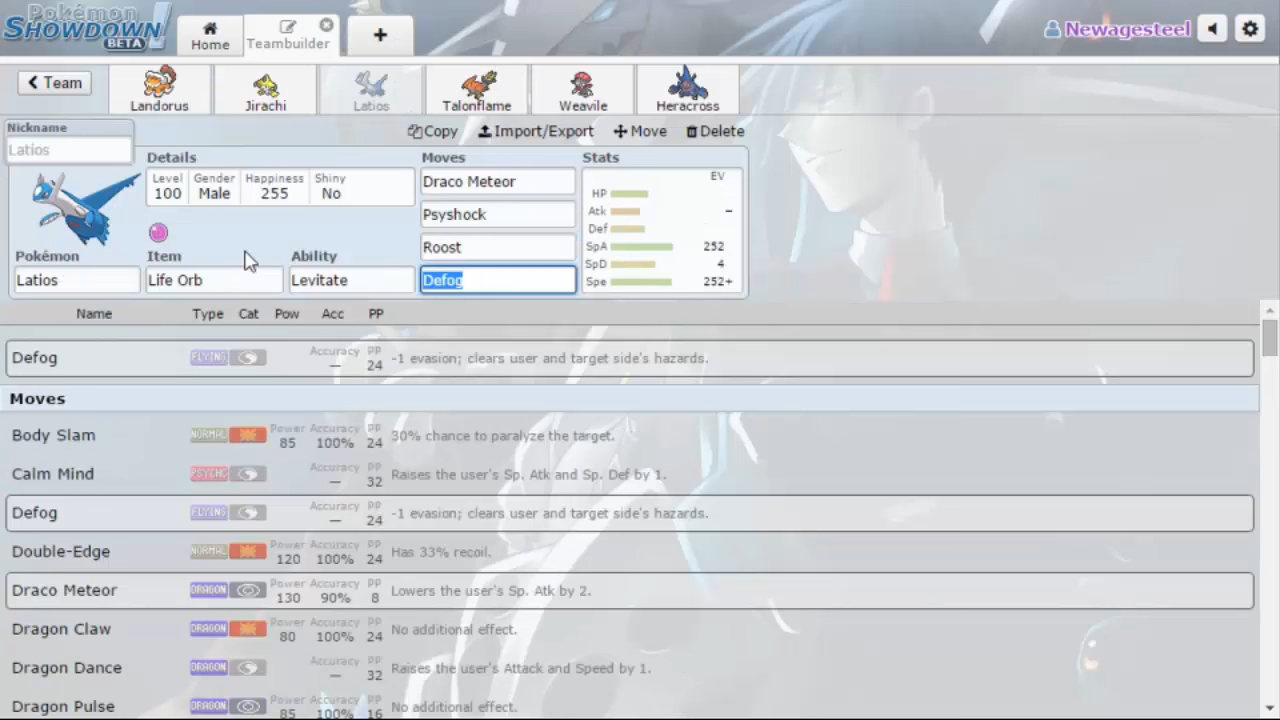 Pokémon
SHOWDOWN!
BETA
Home
Teambuilder
+
Newagesteel
< Team
Landorus
Jirachi
Latios
Talonflame
Weavile
Heracross
Copy Import/Export Move Delete
Nickname
Latios
Details
Level Gender Happiness Shiny
100 Male 255 No
Pokémon Item Ability
Latios Life Orb Levitate
Moves
Draco Meteor
Psyshock
Roost
Defog
Stats
EV
HP
Atk –
Def
SpA 252
SpD 4
Spe 252+
Name Type Cat Pow Acc PP
Defog FLYING Accuracy — PP 24 -1 evasion; clears user and target side's hazards.
Moves
Body Slam NORMAL Power 85 Accuracy 100% PP 24 30% chance to paralyze the target.
Calm Mind PSYCHC Accuracy — PP 32 Raises the user's Sp. Atk and Sp. Def by 1.
Defog FLYING Accuracy — PP 24 -1 evasion; clears user and target side's hazards.
Double-Edge NORMAL Power 120 Accuracy 100% PP 24 Has 33% recoil.
Draco Meteor DRAGON Power 130 Accuracy 90% PP 8 Lowers the user's Sp. Atk by 2.
Dragon Claw DRAGON Power 80 Accuracy 100% PP 24 No additional effect.
Dragon Dance DRAGON Accuracy — PP 32 Raises the user's Attack and Speed by 1.
Dragon Pulse DRAGON Power 85 Accuracy 100% PP 16 No additional effect.